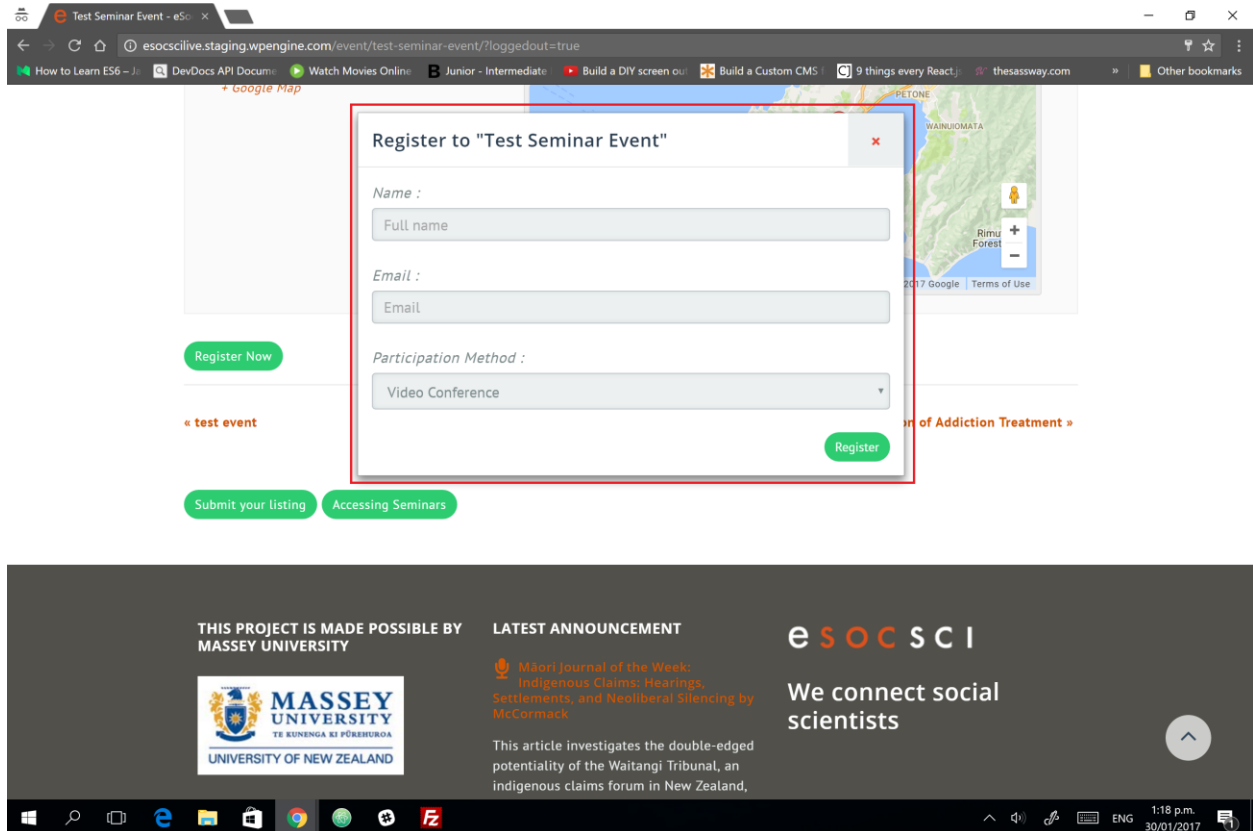 Test Seminar Event - eSo
esocscilive.staging.wpengine.com/event/test-seminar-event/?loggedout=true
How to Learn ES6 – Ja
DevDocs API Docume
Watch Movies Online
Junior - Intermediate
Build a DIY screen out
Build a Custom CMS
9 things every React.js
thesassway.com
»
Other bookmarks
+ Google Map
PETONE
WAINUIOMATA
Register to "Test Seminar Event"
×
Name :
Full name
Rimu
Forest
+
−
Email :
2017 Google
Terms of Use
Email
Register Now
Participation Method :
Video Conference
« test event
on of Addiction Treatment »
Register
Submit your listing
Accessing Seminars
THIS PROJECT IS MADE POSSIBLE BY
MASSEY UNIVERSITY
MASSEY
UNIVERSITY
TE KUNENGA KI PŪREHUROA
UNIVERSITY OF NEW ZEALAND
LATEST ANNOUNCEMENT
Māori Journal of the Week:
Indigenous Claims: Hearings,
Settlements, and Neoliberal Silencing by
McCormack
This article investigates the double-edged
potentiality of the Waitangi Tribunal, an
indigenous claims forum in New Zealand,
esocsci
We connect social
scientists
ENG
1:18 p.m.
30/01/2017
1